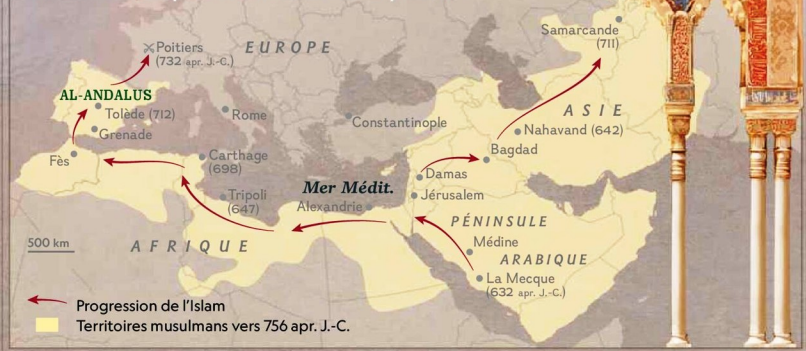 Samarcande
(711)
Poitiers
(732 apr. J.-C.)
EUROPE
AL-ANDALUS
Tolède (712)
Grenade
Rome
Constantinople
ASIE
Nahavand (642)
Bagdad
Fès
Carthage
(698)
Damas
Tripoli
(647)
Mer Médit.
Alexandrie
Jérusalem
PÉNINSULE
ARABIQUE
Médine
La Mecque
(632 apr. J.-C.)
500 km
AFRIQUE
Progression de l'Islam
Territoires musulmans vers 756 apr. J.-C.